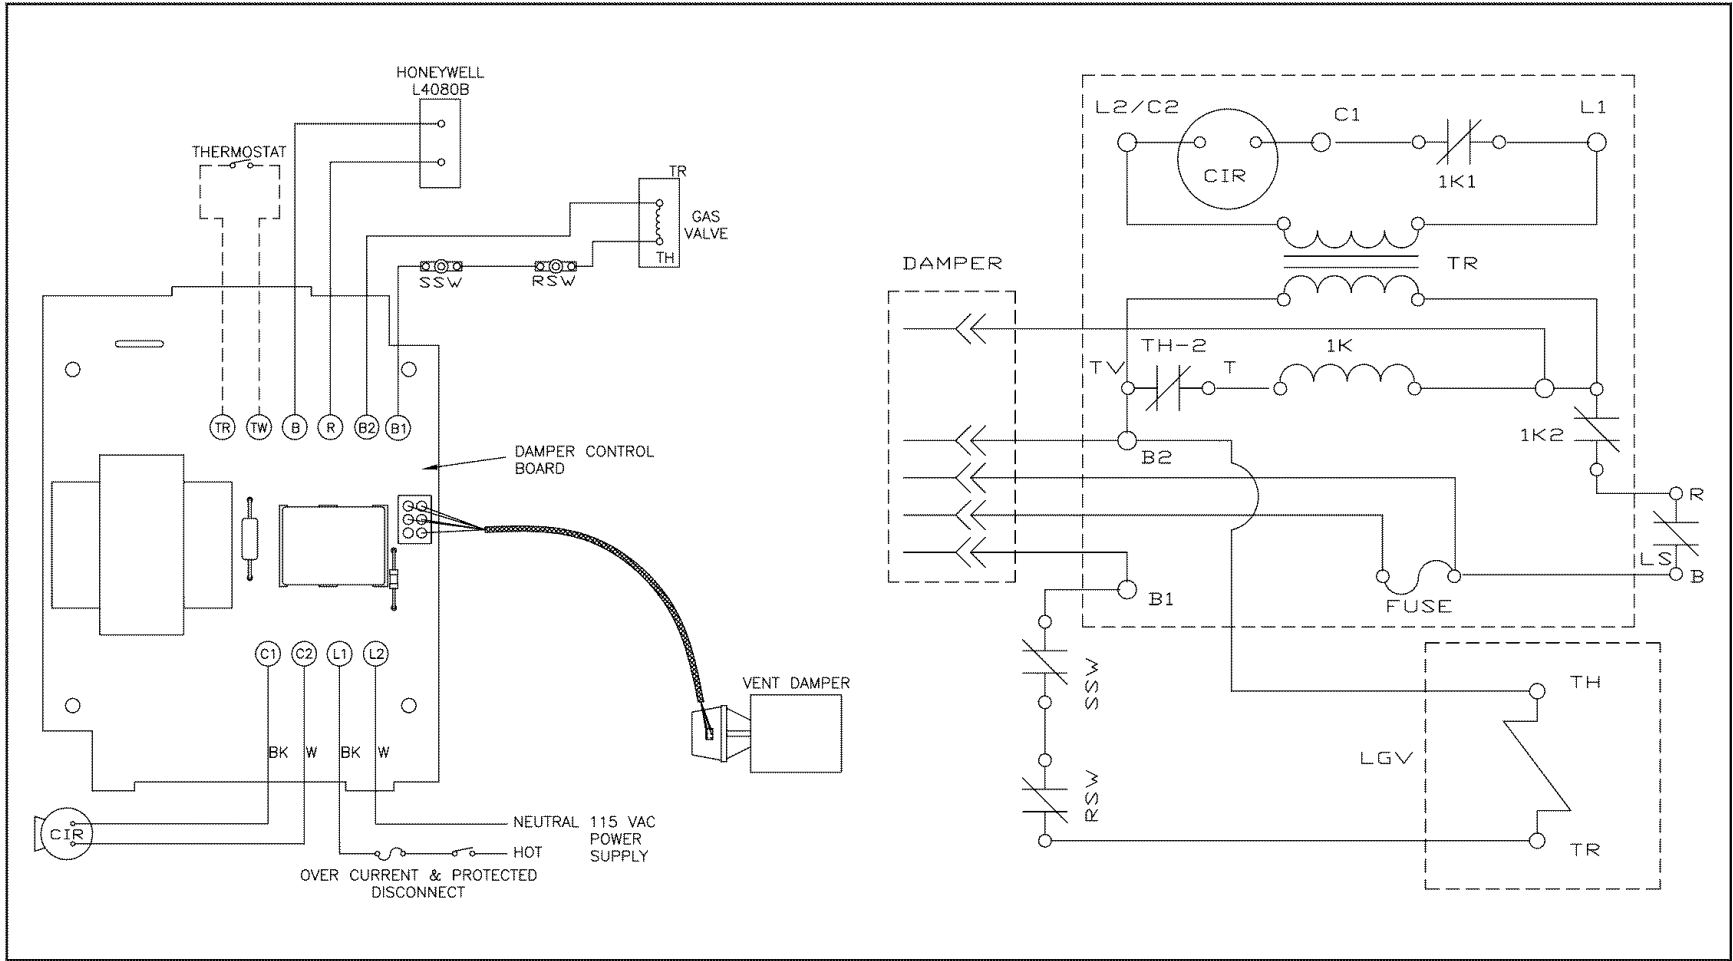 HONEYWELL
L4080B
THERMOSTAT
TR
GAS
VALVE
TH
SSW
RSW
TR
TW
B
R
B2
B1
DAMPER CONTROL
BOARD
C1
C2
L1
L2
BK
W
BK
W
VENT DAMPER
CIR
NEUTRAL
115 VAC
POWER
SUPPLY
HOT
OVER CURRENT & PROTECTED
DISCONNECT
L2/C2
C1
L1
CIR
1K1
DAMPER
TR
TH-2
1K
TV
T
1K2
B2
R
LS
B
FUSE
B1
SSW
TH
LGV
RSW
TR